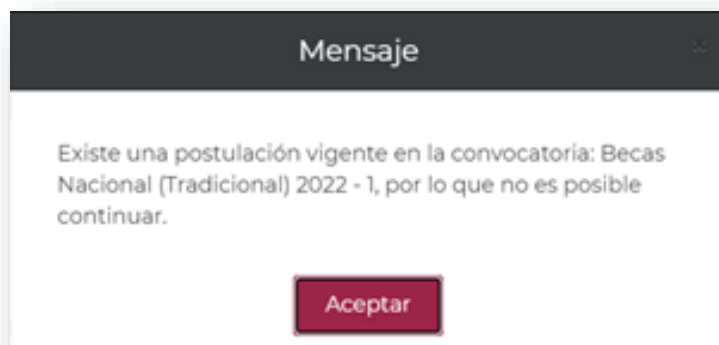 Mensaje
Existe una postulación vigente en la convocatoria: Becas
Nacional (Tradicional) 2022 - 1, por lo que no es posible
continuar.
Aceptar